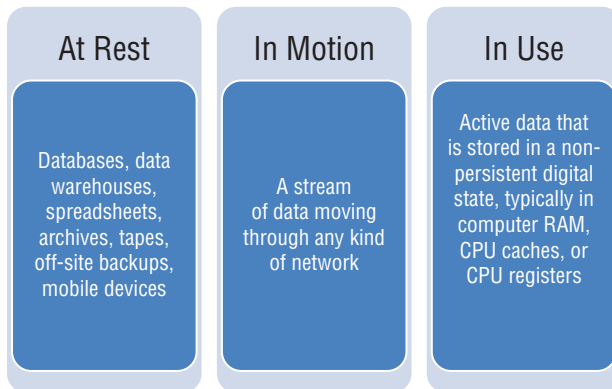 At Rest
Databases, data
warehouses,
spreadsheets,
archives, tapes,
off-site backups,
mobile devices
In Motion
A stream
of data moving
through any kind
of network
In Use
Active data that
is stored in a non-
persistent digital
state, typically in
computer RAM,
CPU caches, or
CPU registers